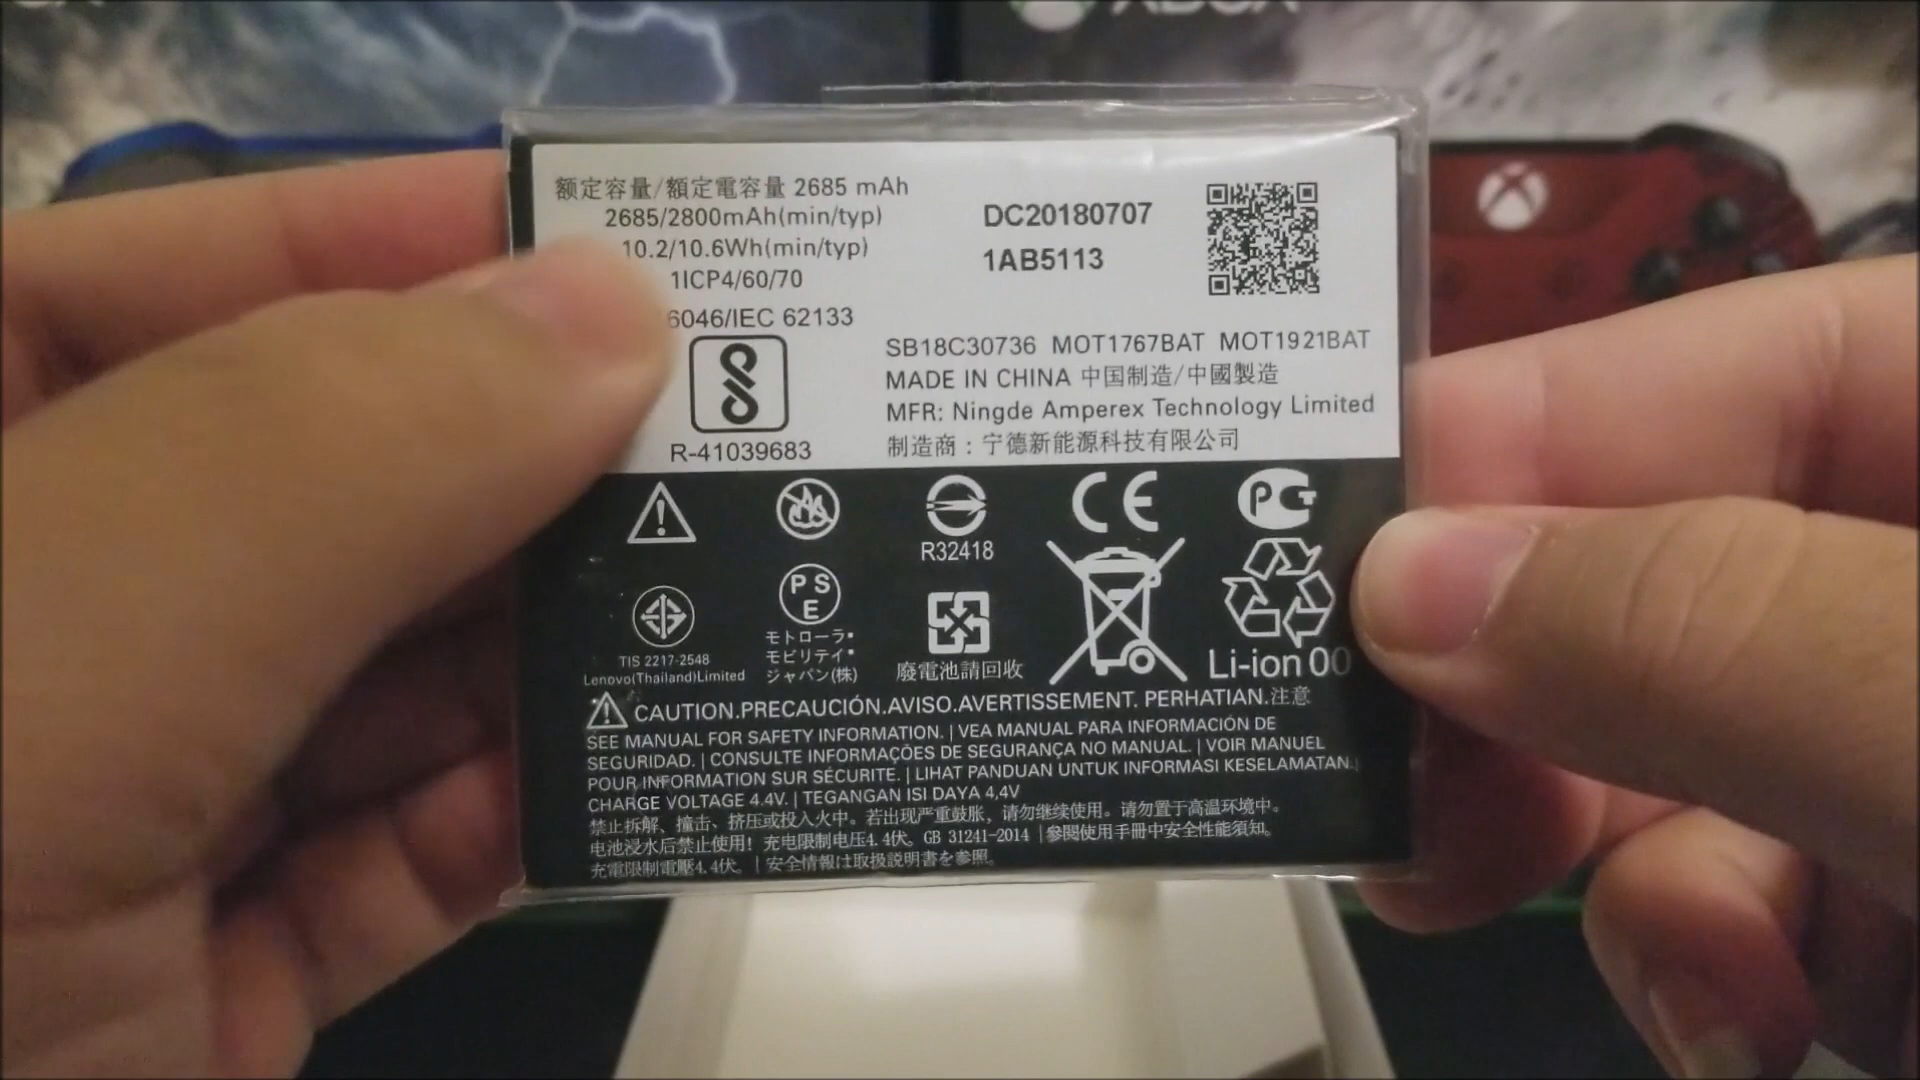 XBOX
额定容量/額定電容量 2685 mAh
2685/2800mAh(min/typ)
10.2/10.6Wh(min/typ)
1ICP4/60/70
6046/IEC 62133
R-41039683
DC20180707
1AB5113
SB18C30736 MOT1767BAT MOT1921BAT
MADE IN CHINA 中国制造/中國製造
MFR: Ningde Amperex Technology Limited
制造商：宁德新能源科技有限公司
R32418
CE
PCT
TIS 2217-2548
Lenovo(Thailand)Limited
PS
E
モトローラ・
モビリティ・
ジャパン(株)
廢電池請回收
Li-ion 00
CAUTION.PRECAUCIÓN.AVISO.AVERTISSEMENT. PERHATIAN.注意
SEE MANUAL FOR SAFETY INFORMATION. | VEA MANUAL PARA INFORMACIÓN DE
SEGURIDAD. | CONSULTE INFORMAÇÕES DE SEGURANÇA NO MANUAL. | VOIR MANUEL
POUR INFORMATION SUR SÉCURITE. | LIHAT PANDUAN UNTUK INFORMASI KESELAMATAN.|
CHARGE VOLTAGE 4.4V. | TEGANGAN ISI DAYA 4,4V
禁止拆解、撞击、挤压或投入火中。若出现严重鼓胀，请勿继续使用。请勿置于高温环境中。
电池浸水后禁止使用！充电限制电压4.4伏。GB 31241-2014 |參閱使用手冊中安全性能須知。
充電限制電壓4.4伏。| 安全情報は取扱説明書を参照。